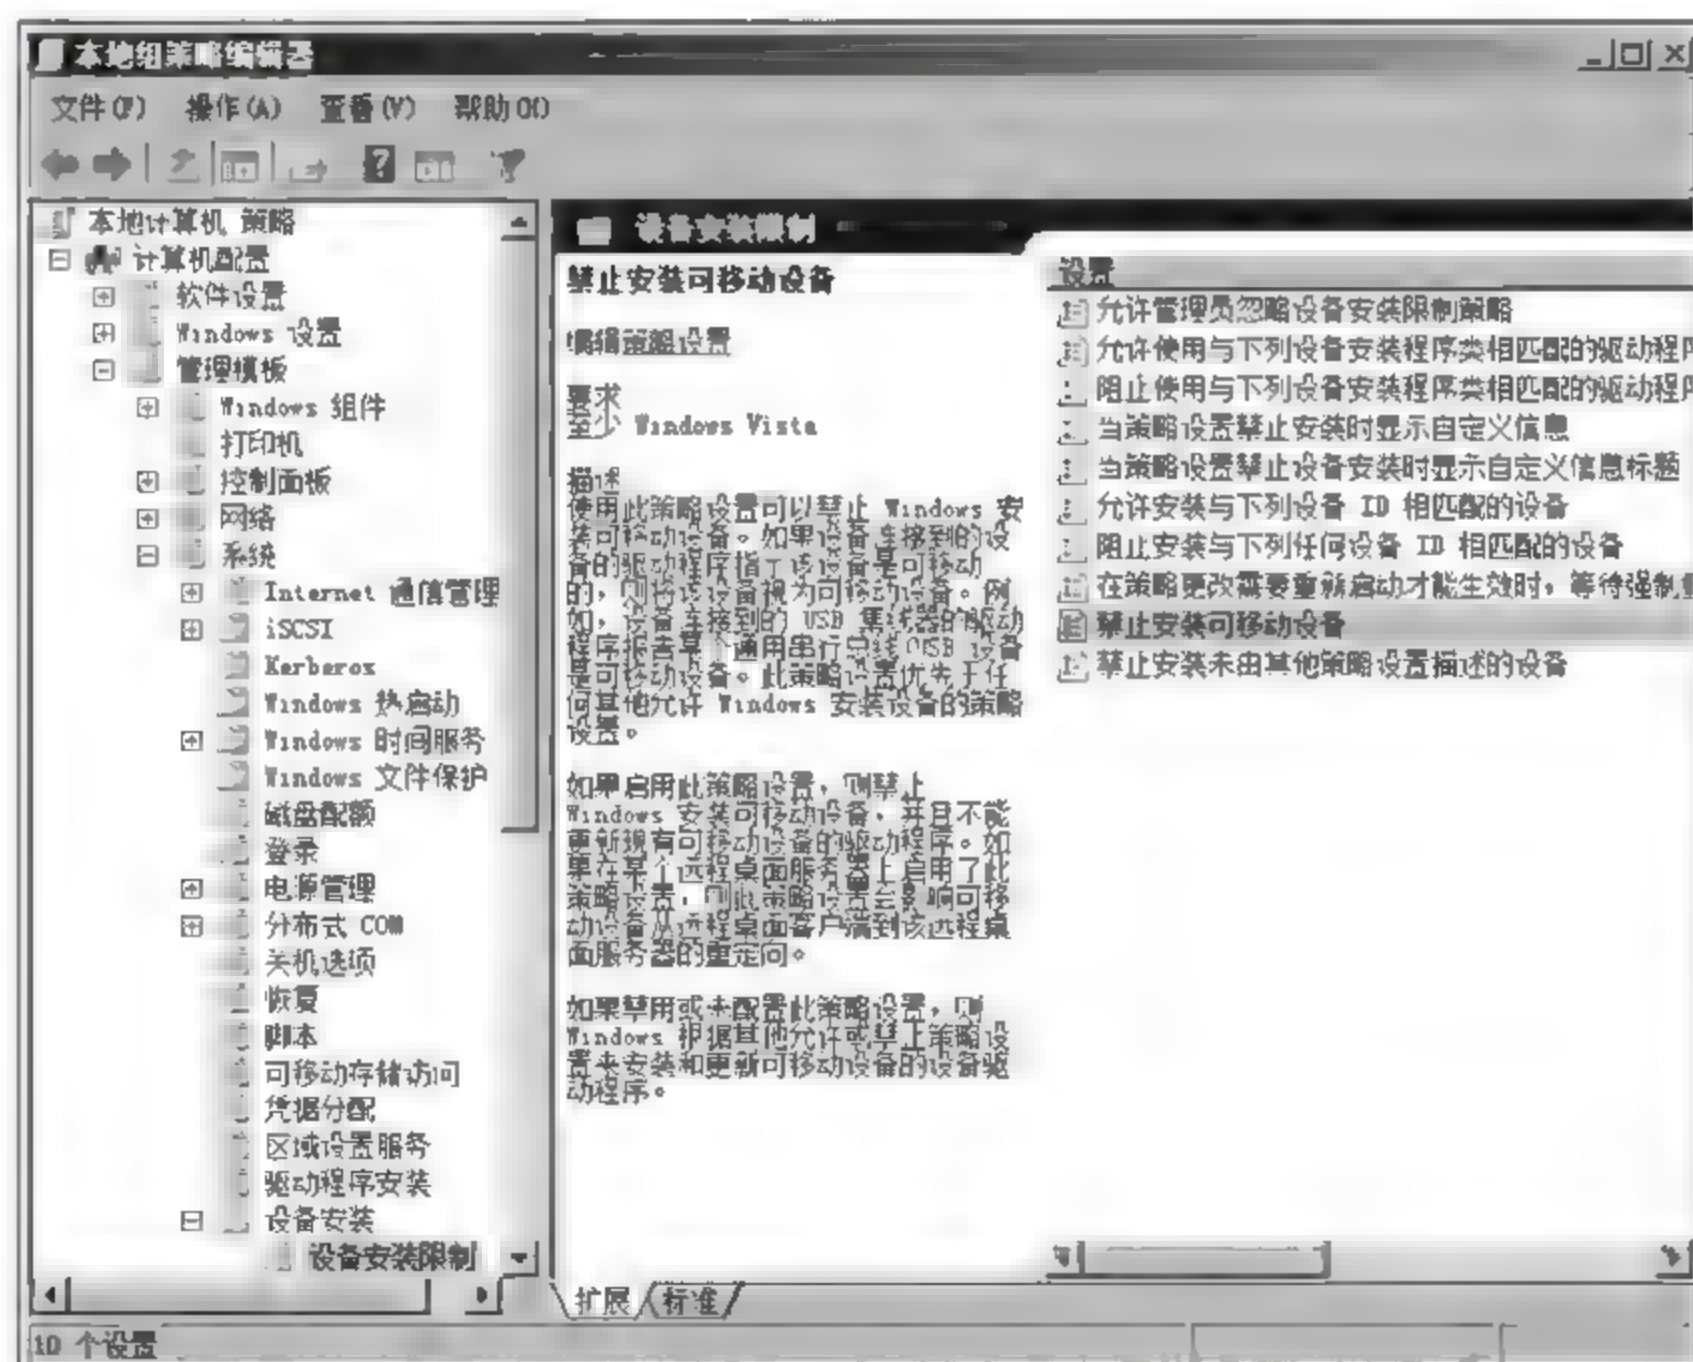 本地组策略编辑器
文件(F) 操作(A) 查看(V) 帮助(H)
本地计算机 策略
计算机配置
软件设置
Windows 设置
管理模板
Windows 组件
打印机
控制面板
网络
系统
Internet 通信管理
iSCSI
Kerberos
Windows 热启动
Windows 时间服务
Windows 文件保护
磁盘配额
登录
电源管理
分布式 COM
关机选项
恢复
脚本
可移动存储访问
凭据分配
区域设置服务
驱动程序安装
设备安装
设备安装限制
设备安装限制
禁止安装可移动设备
编辑策略设置
要求
至少 Windows Vista
描述
使用此策略设置可以禁止 Windows 安
装可移动设备。如果设备连接到的设
备的驱动程序指示该设备是可移动
的，则将该设备视为可移动设备。例
如，设备连接到的 USB 集线器的驱动
程序报告某个通用串行总线(USB)设备
是可移动设备。此策略设置优先于任
何其他允许 Windows 安装设备的策略
设置。
如果启用此策略设置，则禁止
Windows 安装可移动设备，并且不能
更新现有可移动设备的驱动程序。如
果在某个远程桌面服务器上启用了此
策略设置，则此策略设置会影响可移
动设备从远程桌面客户端到该远程桌
面服务器的重定向。
如果禁用或未配置此策略设置，则
Windows 根据其他允许或禁止策略设
置来安装和更新可移动设备的设备驱
动程序。
设置
允许管理员忽略设备安装限制策略
允许使用与下列设备安装程序类相匹配的驱动程序
阻止使用与下列设备安装程序类相匹配的驱动程序
当策略设置禁止安装时显示自定义信息
当策略设置禁止设备安装时显示自定义信息标题
允许安装与下列设备 ID 相匹配的设备
阻止安装与下列任何设备 ID 相匹配的设备
在策略更改需要重新启动才能生效时，等待强制重
禁止安装可移动设备
禁止安装未由其他策略设置描述的设备
扩展 标准
10 个设置